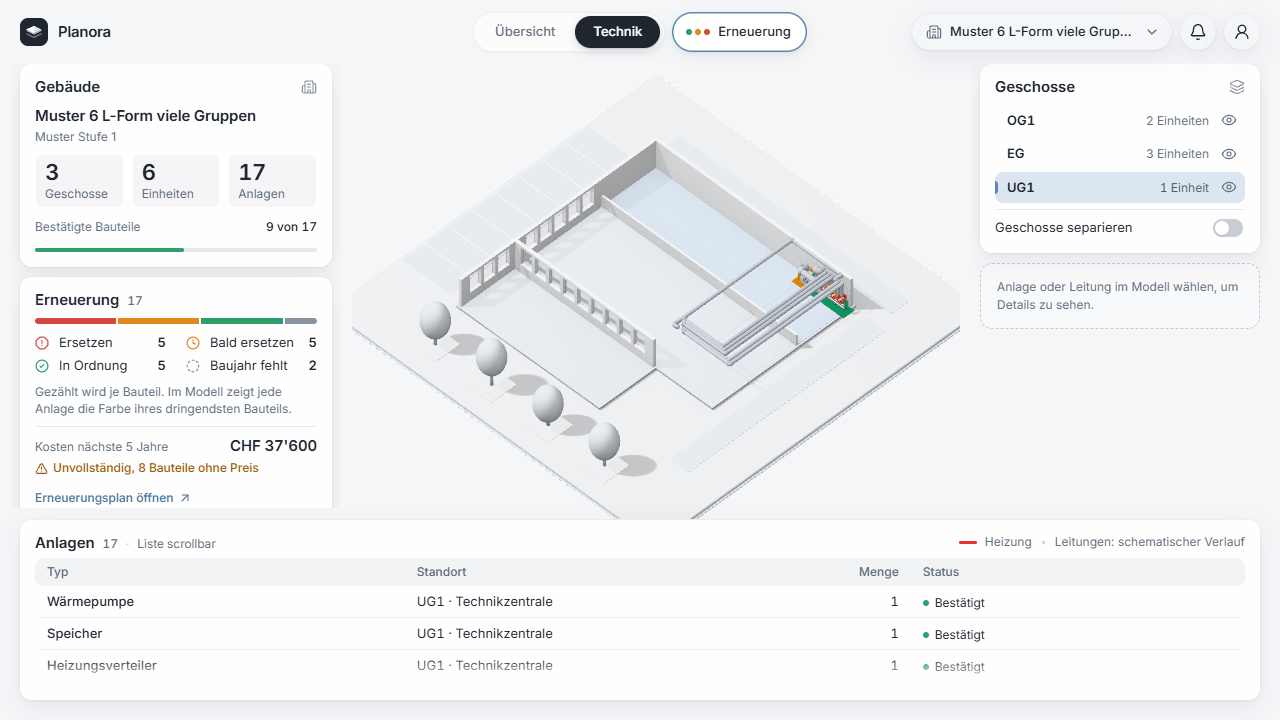 Planora
Übersicht
Technik
Erneuerung
Muster 6 L-Form viele Grup...
Gebäude
Muster 6 L-Form viele Gruppen
Muster Stufe 1
3
Geschosse
6
Einheiten
17
Anlagen
Bestätigte Bauteile
9 von 17
Erneuerung 17
Ersetzen 5
Bald ersetzen 5
In Ordnung 5
Baujahr fehlt 2
Gezählt wird je Bauteil. Im Modell zeigt jede
Anlage die Farbe ihres dringendsten Bauteils.
Kosten nächste 5 Jahre CHF 37'600
Unvollständig, 8 Bauteile ohne Preis
Erneuerungsplan öffnen
Geschosse
OG1 2 Einheiten
EG 3 Einheiten
UG1 1 Einheit
Geschosse separieren
Anlage oder Leitung im Modell wählen, um
Details zu sehen.
Anlagen 17 · Liste scrollbar
Heizung · Leitungen: schematischer Verlauf
Typ Standort Menge Status
Wärmepumpe UG1 · Technikzentrale 1 Bestätigt
Speicher UG1 · Technikzentrale 1 Bestätigt
Heizungsverteiler UG1 · Technikzentrale 1 Bestätigt